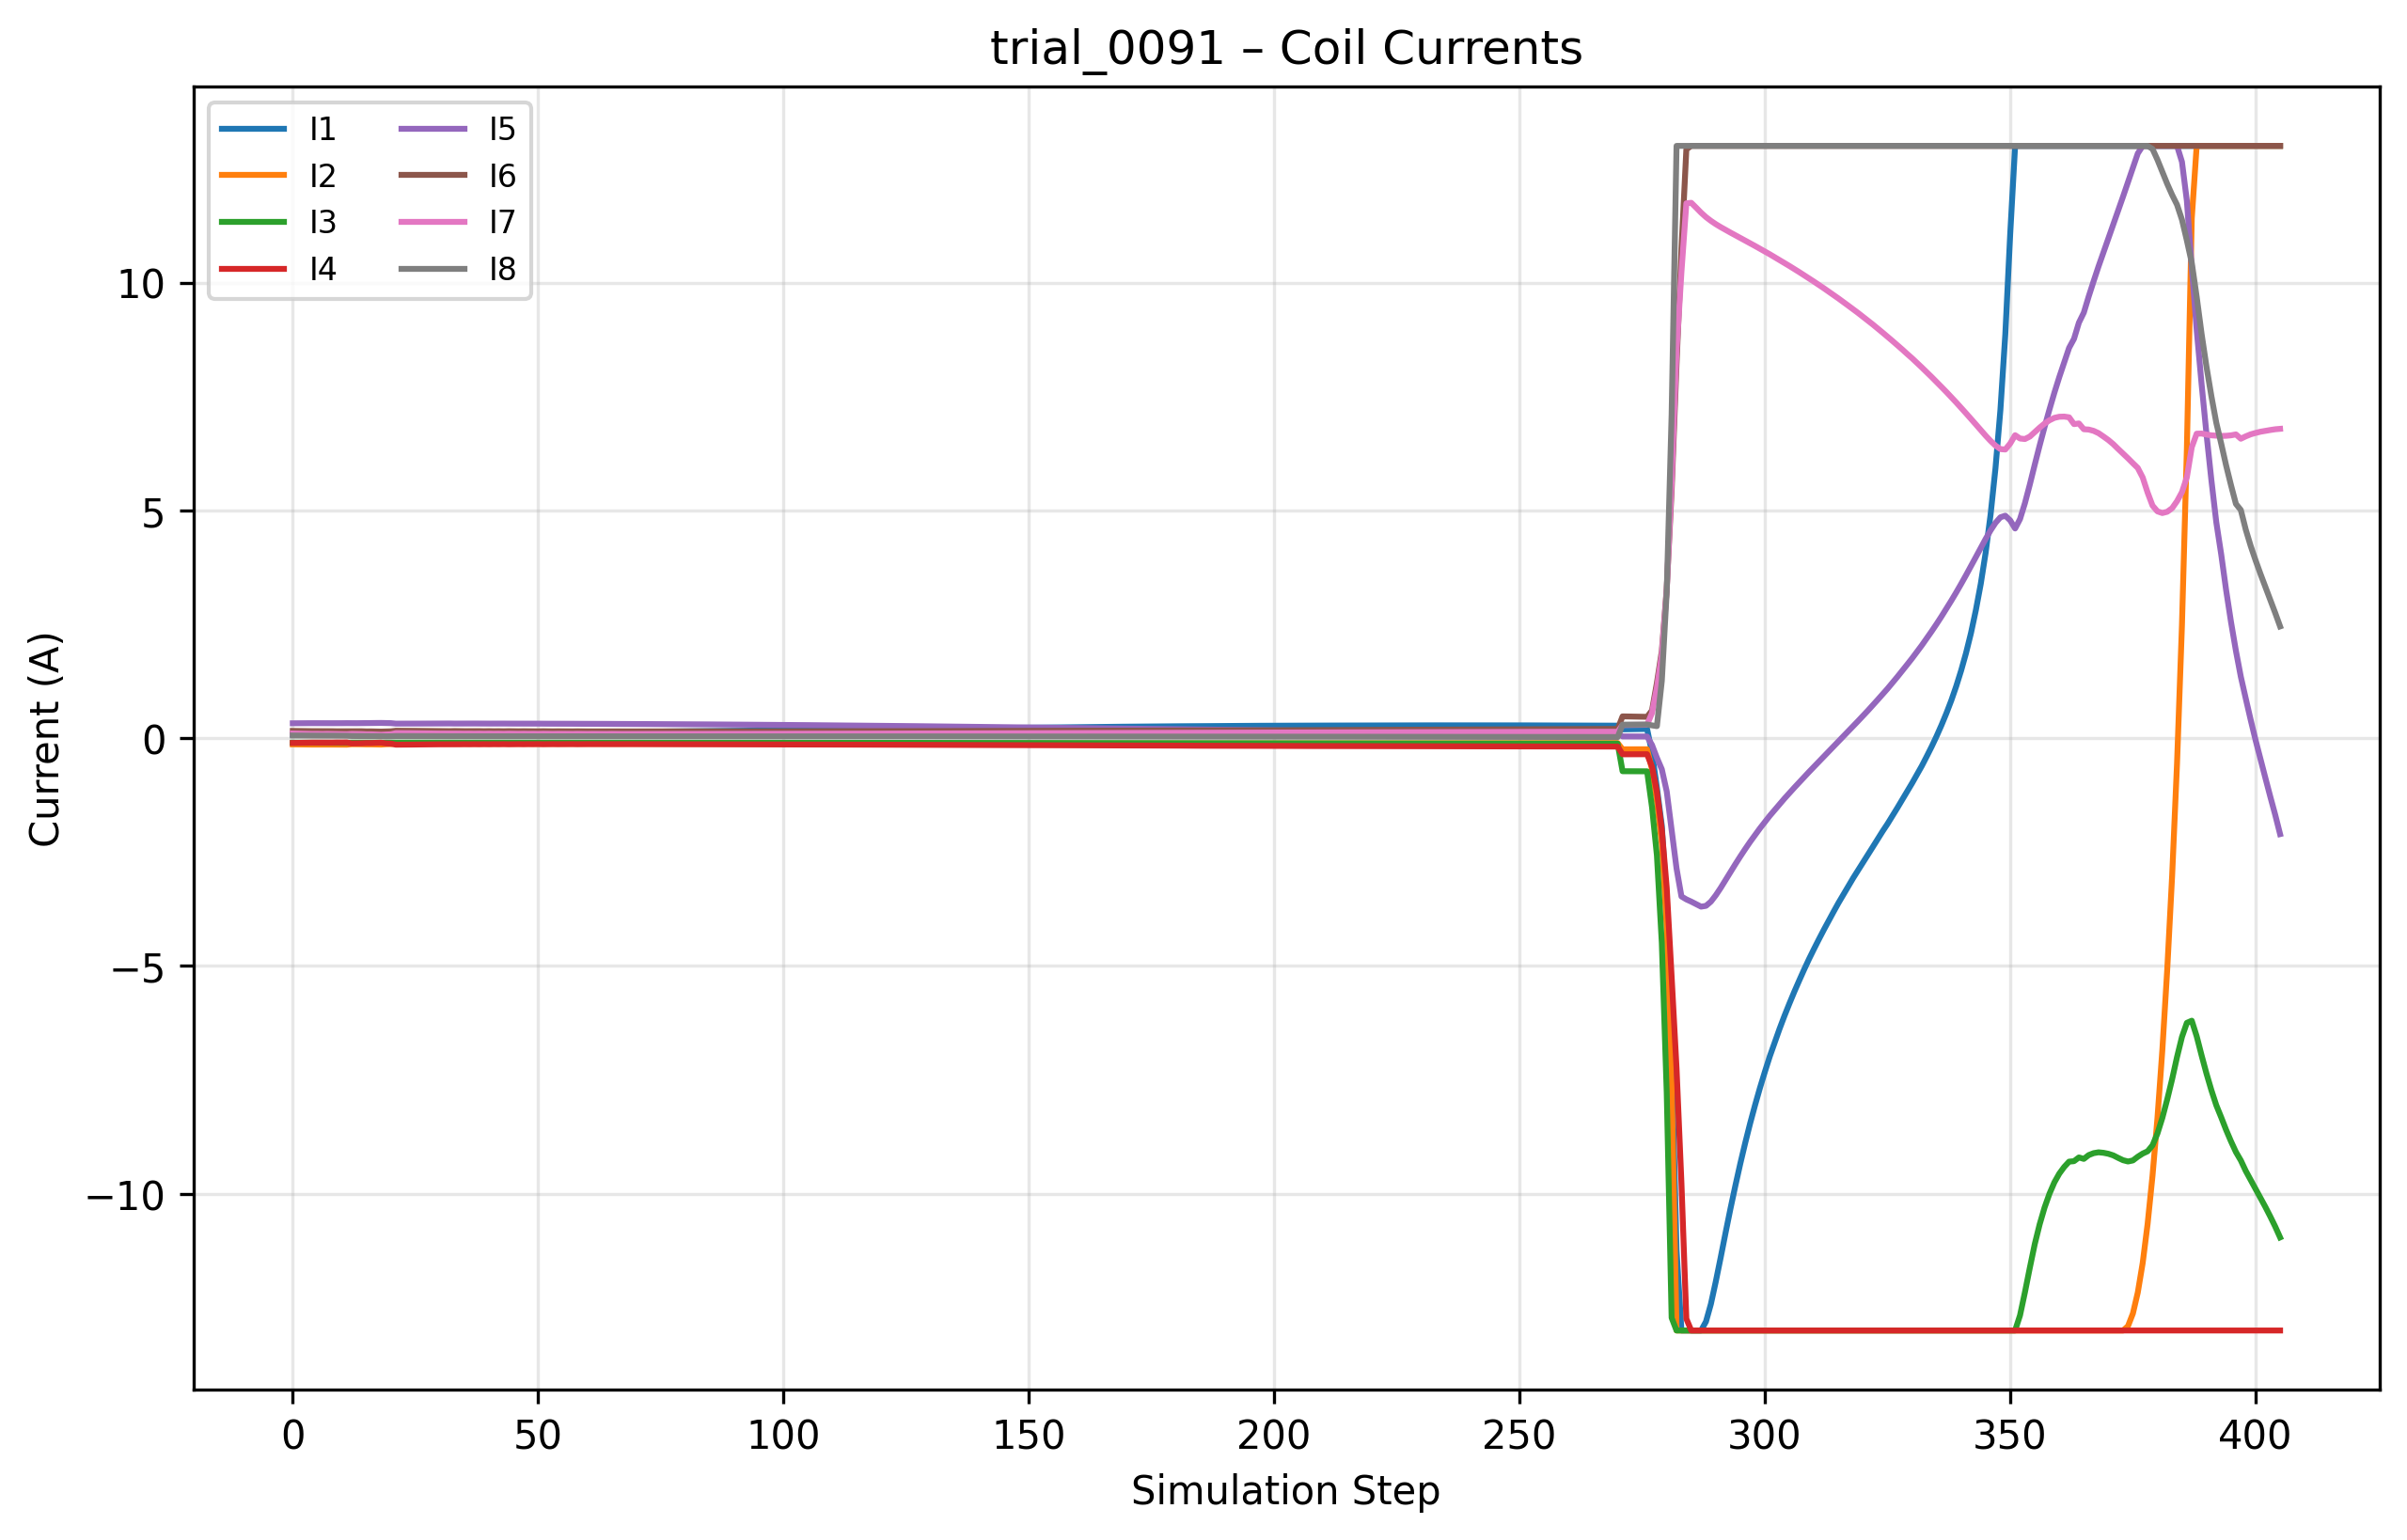 trial_0091 – Coil Currents
I1
I2
I3
I4
I5
I6
I7
I8
Current (A)
10
5
0
−5
−10
0
50
100
150
200
250
300
350
400
Simulation Step